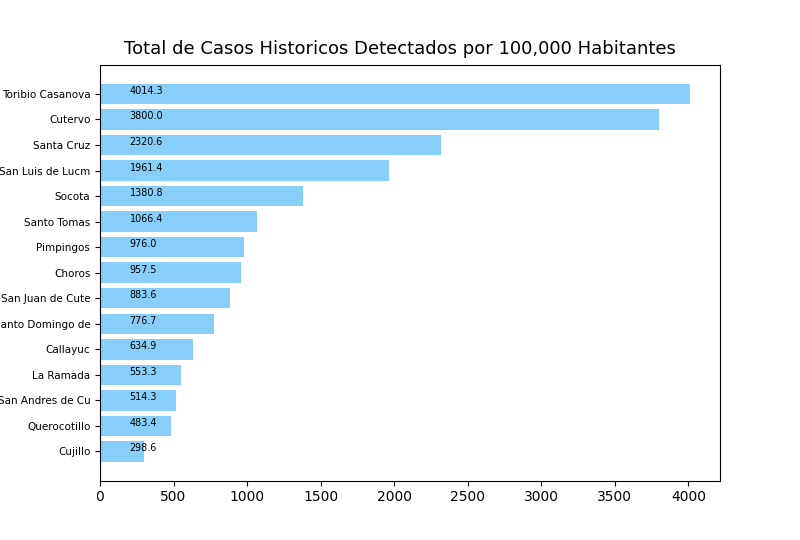 Total de Casos Historicos Detectados por 100,000 Habitantes
Toribio Casanova 4014.3
Cutervo 3800.0
Santa Cruz 2320.6
San Luis de Lucm 1961.4
Socota 1380.8
Santo Tomas 1066.4
Pimpingos 976.0
Choros 957.5
San Juan de Cute 883.6
anto Domingo de 776.7
Callayuc 634.9
La Ramada 553.3
San Andres de Cu 514.3
Querocotillo 483.4
Cujillo 298.6
0 500 1000 1500 2000 2500 3000 3500 4000